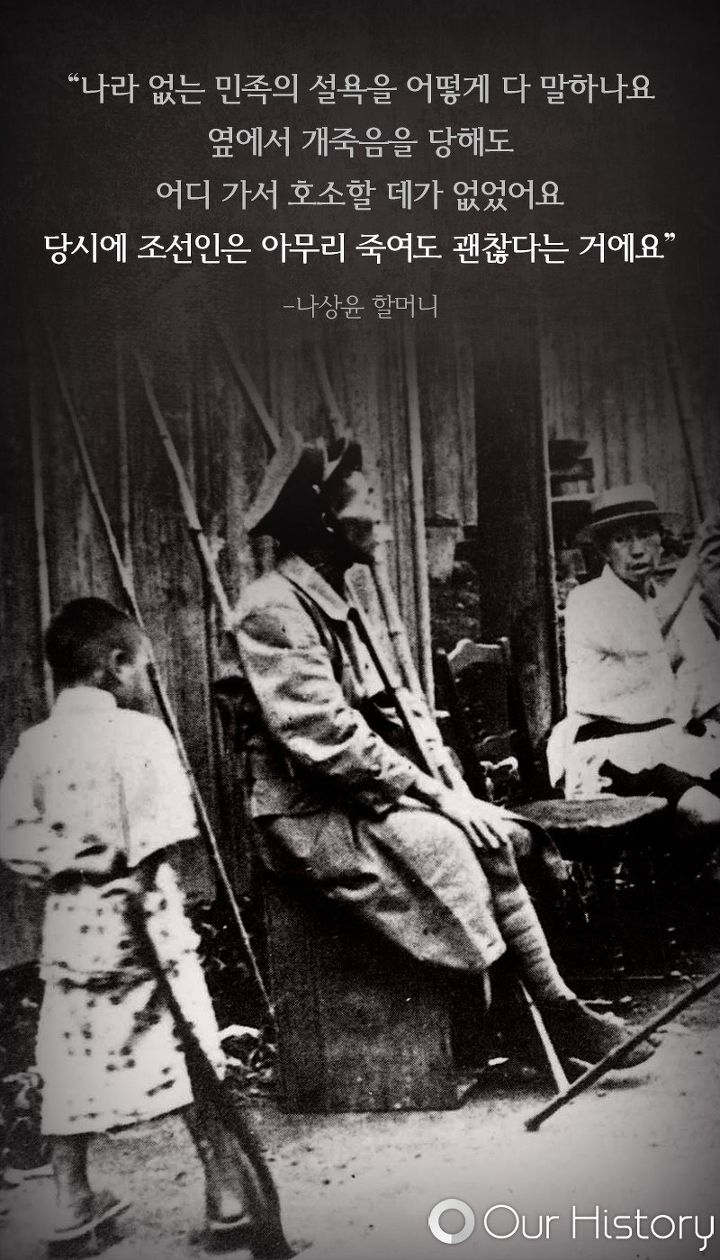 “나라 없는 민족의 설욕을 어떻게 다 말하나요
옆에서 개죽음을 당해도
어디 가서 호소할 데가 없었어요
당시에 조선인은 아무리 죽여도 괜찮다는 거에요”
-나상윤 할머니
Our History